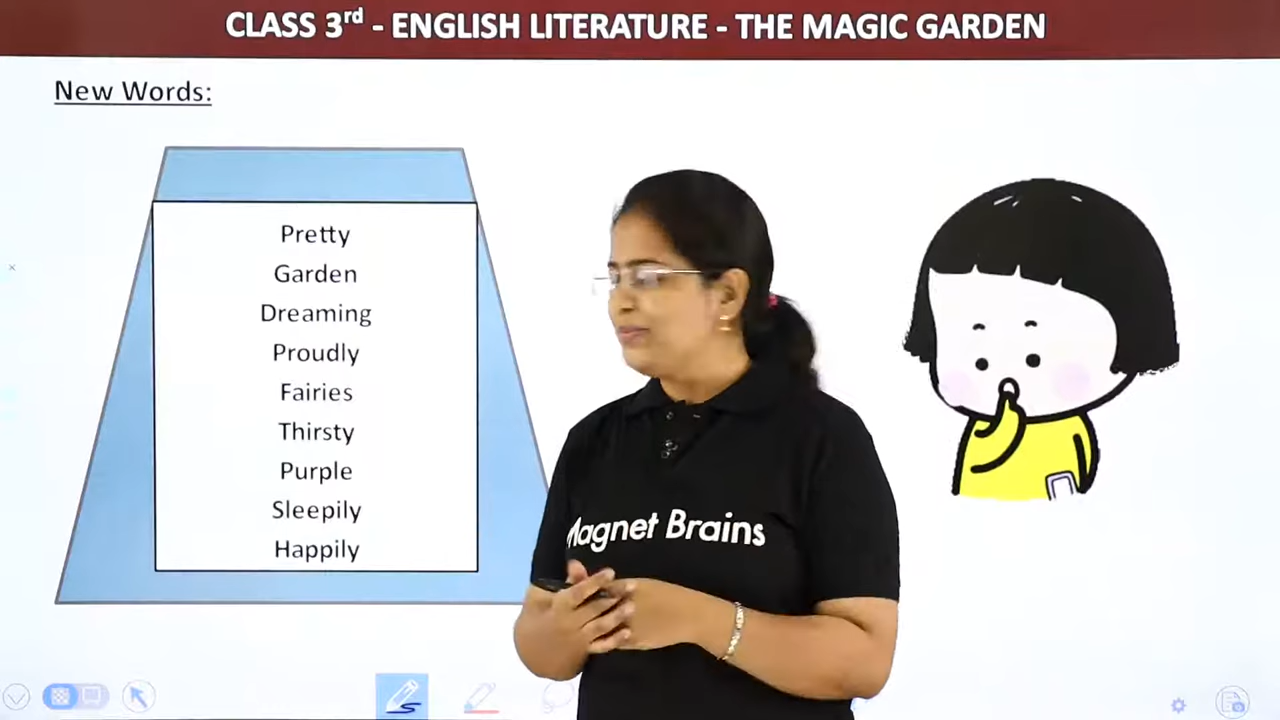 CLASS 3rd - ENGLISH LITERATURE - THE MAGIC GARDEN
New Words:
Pretty
Garden
Dreaming
Proudly
Fairies
Thirsty
Purple
Sleepily
Happily
Magnet Brains